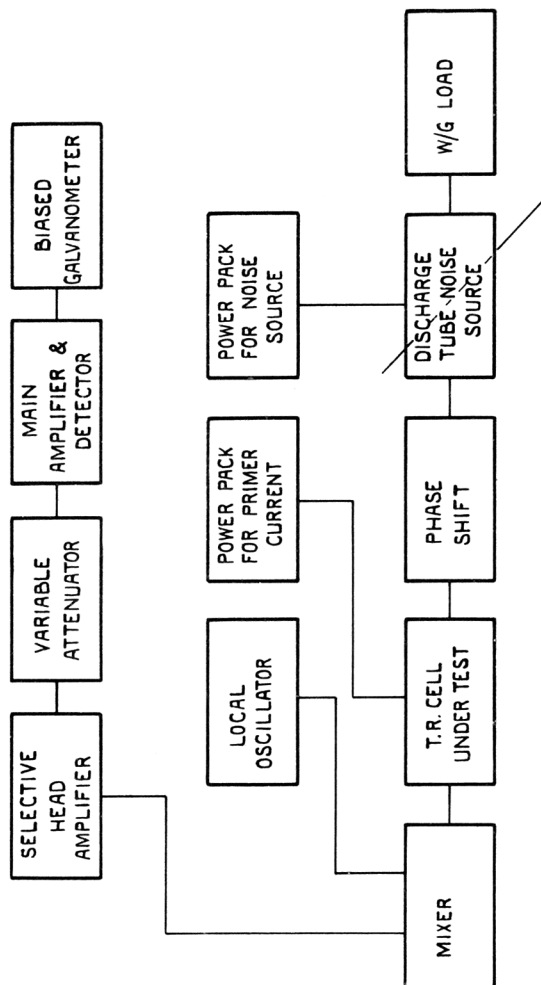 SELECTIVE
HEAD
AMPLIFIER
VARIABLE
ATTENUATOR
MAIN
AMPLIFIER &
DETECTOR
BIASED
GALVANOMETER
LOCAL
OSCILLATOR
POWER PACK
FOR PRIMER
CURRENT
POWER PACK
FOR NOISE
SOURCE
MIXER
T.R. CELL
UNDER TEST
PHASE
SHIFT
DISCHARGE
TUBE NOISE
SOURCE
W/G LOAD